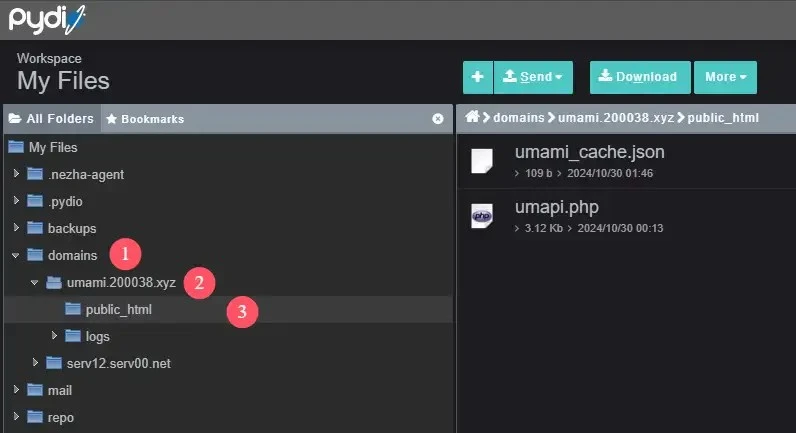 pydio
Workspace
My Files
+ Send Download More
All Folders Bookmarks
domains umami.200038.xyz public_html
My Files
.nezha-agent
.pydio
backups
domains 1
umami.200038.xyz 2
public_html 3
logs
serv12.serv00.net
mail
repo
umami_cache.json
109 b 2024/10/30 01:46
php
umapi.php
3.12 Kb 2024/10/30 00:13